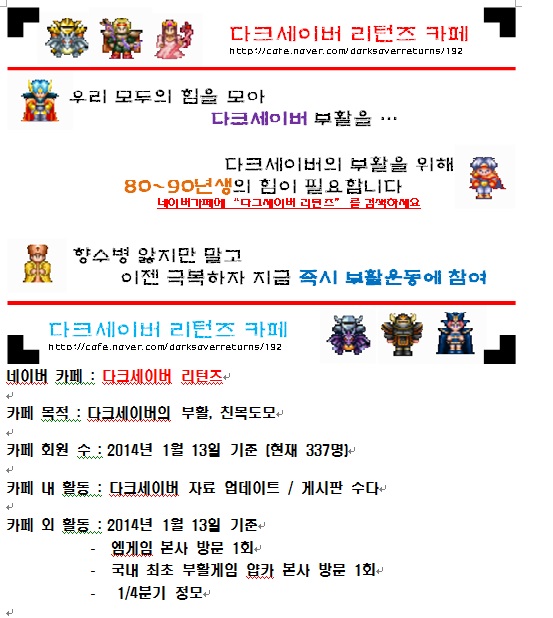 다크세이버 리턴즈 카페
http://cafe.naver.com/darksaverreturns/192
우리 모두의 힘을 모아
다크세이버 부활을 …
다크세이버의 부활을 위해
80~90년생의 힘이 필요합니다
네이버카페에 “다크세이버 리턴즈” 를 검색하세요
향수병 앓지만 말고
이젠 극복하자 지금 즉시 부활운동에 참여
다크세이버 리턴즈 카페
http://cafe.naver.com/darksaverreturns/192
네이버 카페 : 다크세이버 리턴즈
카페 목적 : 다크세이버의 부활, 친목도모
카페 회원 수 : 2014년 1월 13일 기준 (현재 337명)
카페 내 활동 : 다크세이버 자료 업데이트 / 게시판 수다
카페 외 활동 : 2014년 1월 13일 기준
- 엠게임 본사 방문 1회
- 국내 최초 부활게임 얍카 본사 방문 1회
- 1/4분기 정모